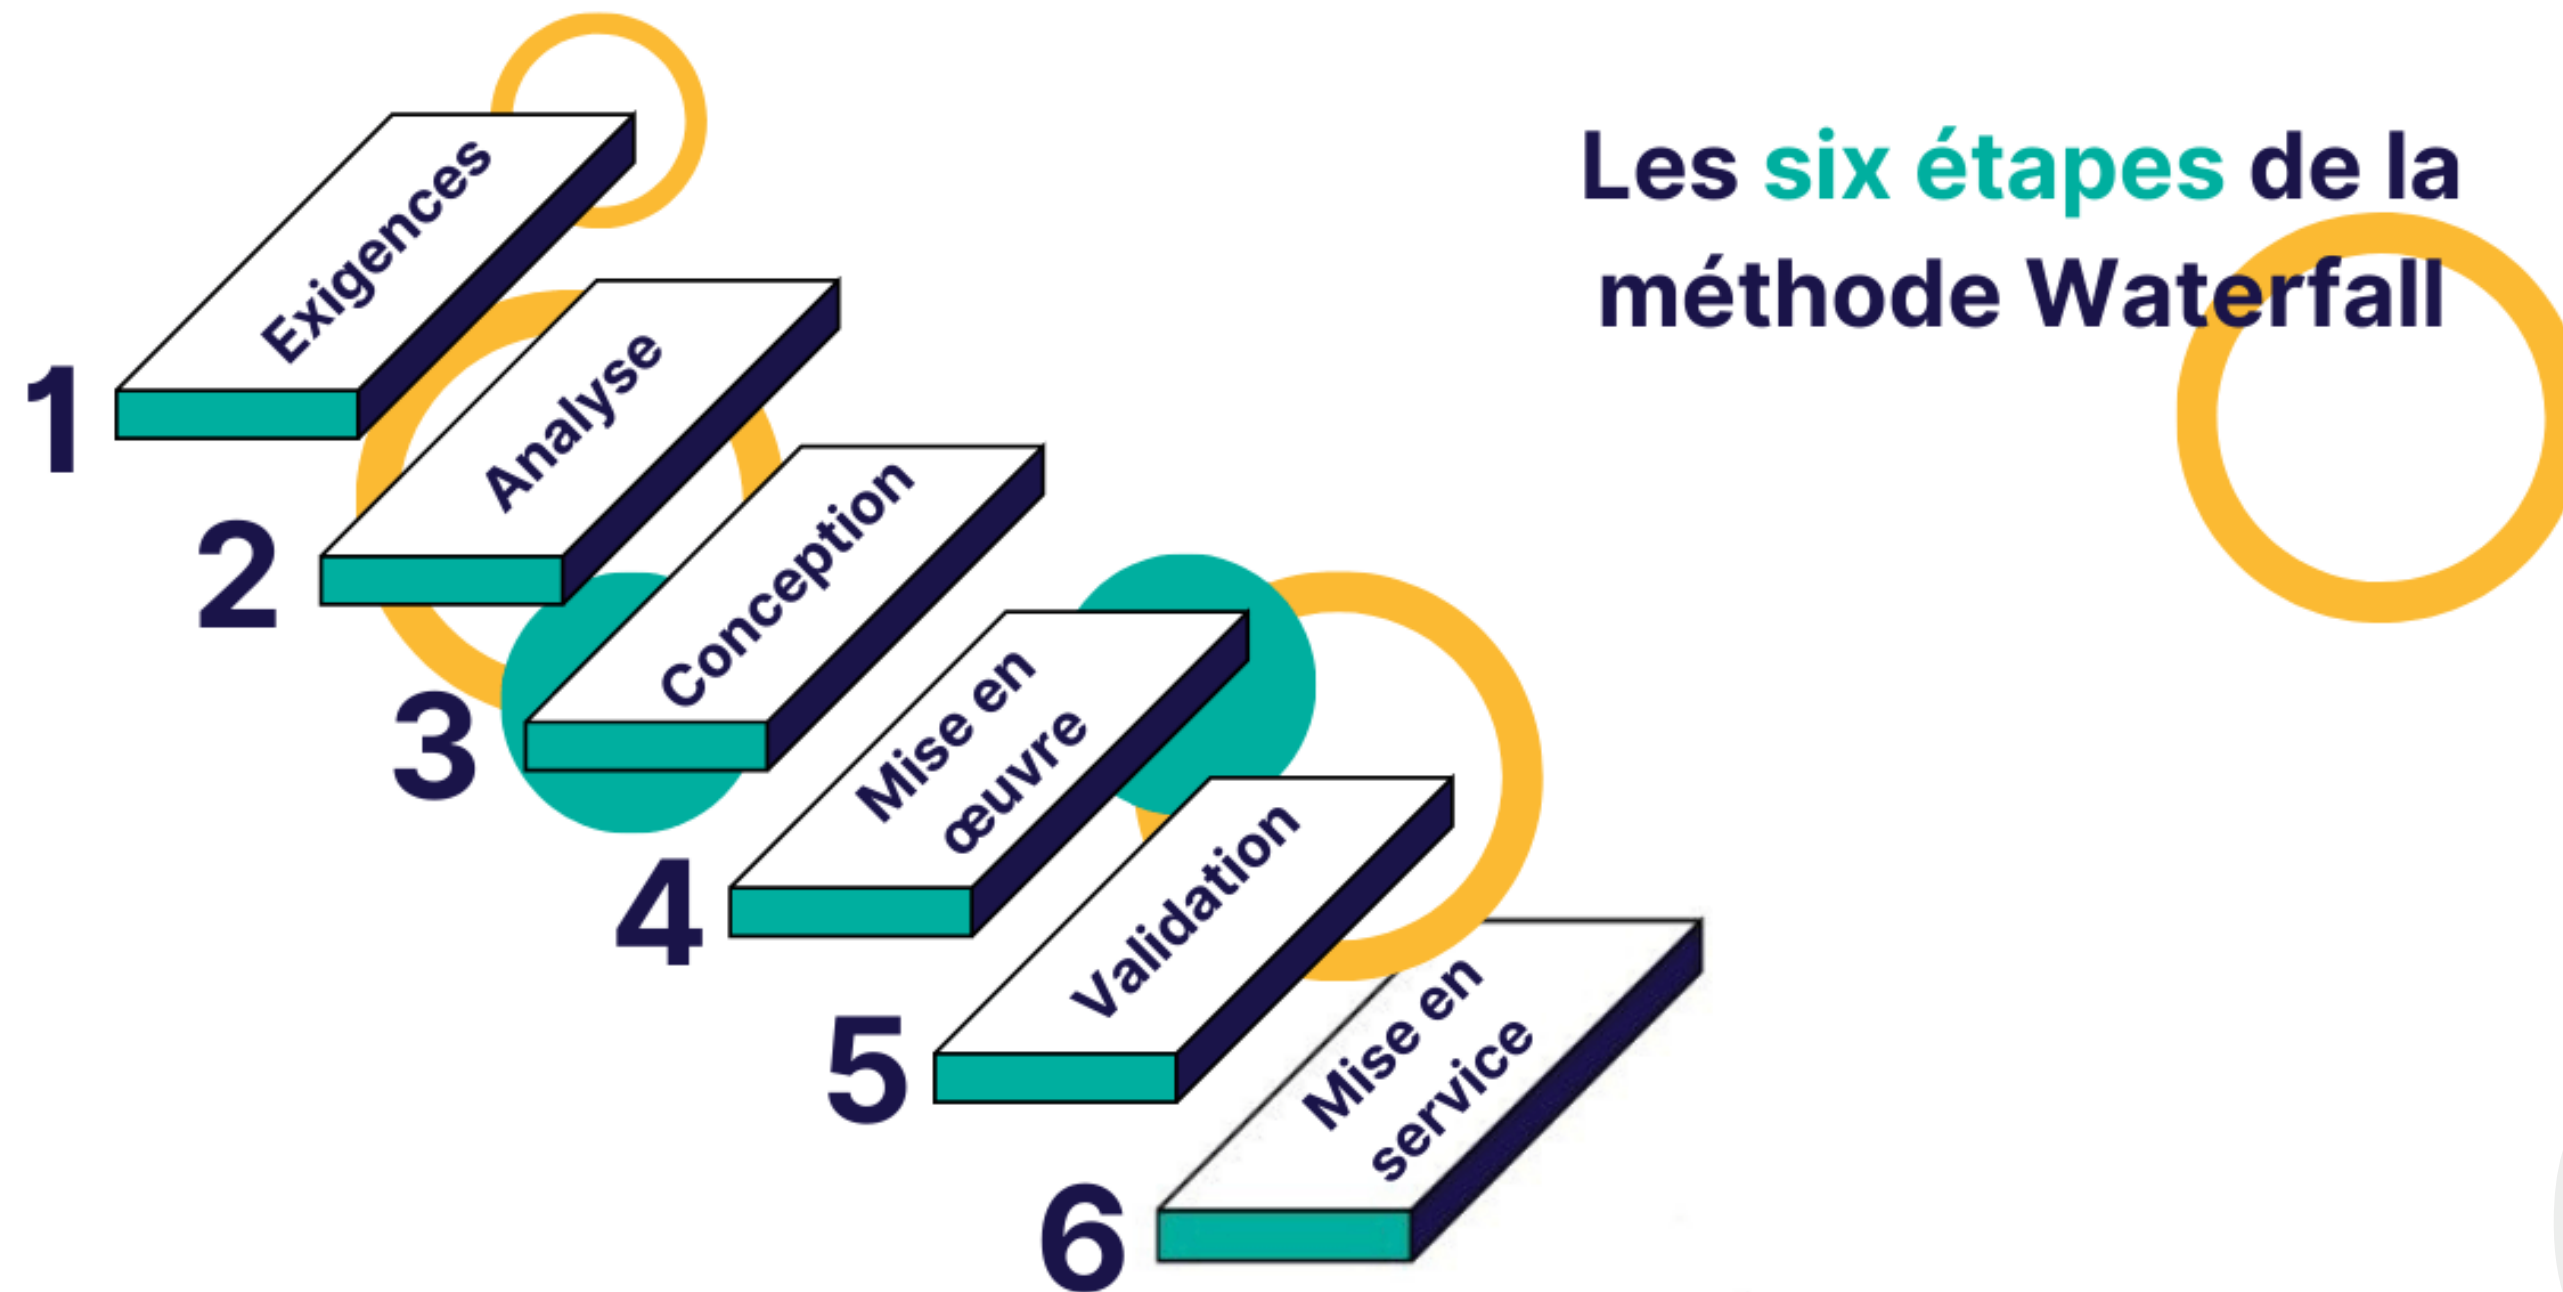 Les six étapes de la
méthode Waterfall
1
Exigences
2
Analyse
3
Conception
4
Mise en
œuvre
5
Validation
6
Mise en
service